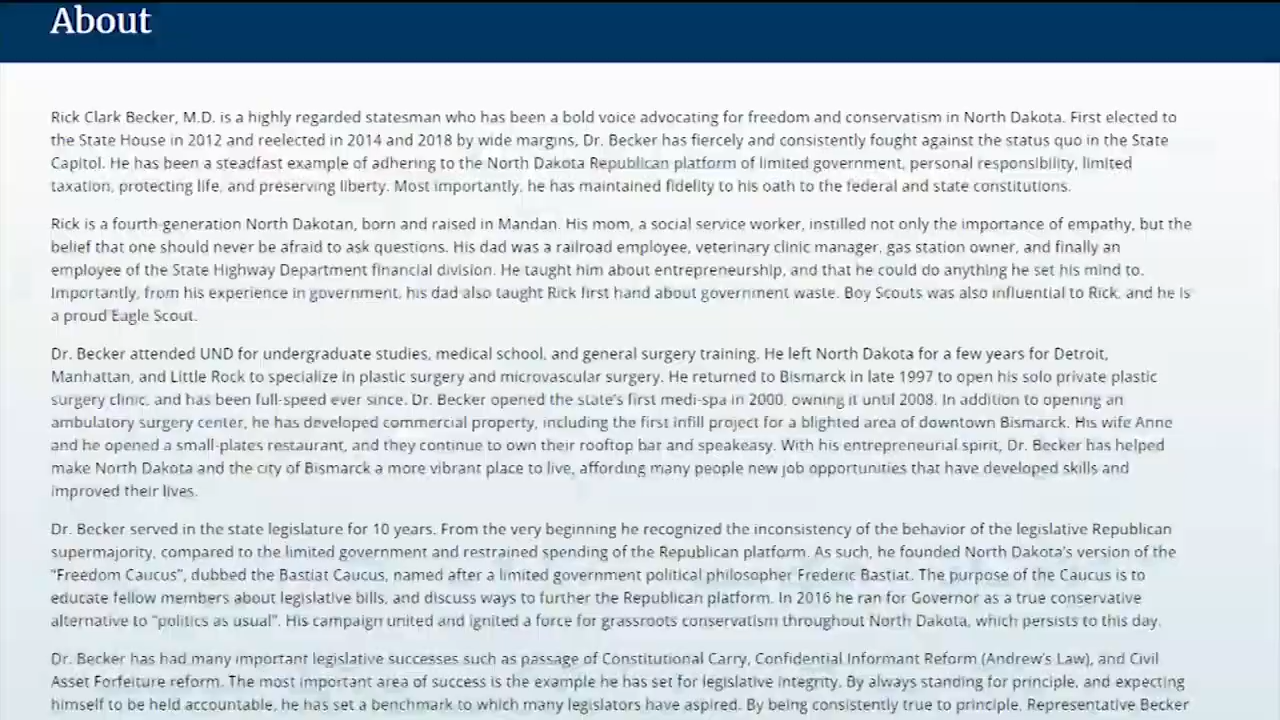 About
Rick Clark Becker, M.D. is a highly regarded statesman who has been a bold voice advocating for freedom and conservatism in North Dakota. First elected to
the State House in 2012 and reelected in 2014 and 2018 by wide margins, Dr. Becker has fiercely and consistently fought against the status quo in the State
Capitol. He has been a steadfast example of adhering to the North Dakota Republican platform of limited government, personal responsibility, limited
taxation, protecting life, and preserving liberty. Most importantly, he has maintained fidelity to his oath to the federal and state constitutions.
Rick is a fourth-generation North Dakotan, born and raised in Mandan. His mom, a social service worker, instilled not only the importance of empathy, but the
belief that one should never be afraid to ask questions. His dad was a railroad employee, veterinary clinic manager, gas station owner, and finally an
employee of the State Highway Department financial division. He taught him about entrepreneurship, and that he could do anything he set his mind to.
Importantly, from his experience in government, his dad also taught Rick first hand about government waste. Boy Scouts was also influential to Rick, and he is
a proud Eagle Scout.
Dr. Becker attended UND for undergraduate studies, medical school, and general surgery training. He left North Dakota for a few years for Detroit,
Manhattan, and Little Rock to specialize in plastic surgery and microvascular surgery. He returned to Bismarck in late 1997 to open his solo private plastic
surgery clinic, and has been full-speed ever since. Dr. Becker opened the state's first medi-spa in 2000, owning it until 2008. In addition to opening an
ambulatory surgery center, he has developed commercial property, including the first infill project for a blighted area of downtown Bismarck. His wife Anne
and he opened a small-plates restaurant, and they continue to own their rooftop bar and speakeasy. With his entrepreneurial spirit, Dr. Becker has helped
make North Dakota and the city of Bismarck a more vibrant place to live, affording many people new job opportunities that have developed skills and
improved their lives.
Dr. Becker served in the state legislature for 10 years. From the very beginning he recognized the inconsistency of the behavior of the legislative Republican
supermajority, compared to the limited government and restrained spending of the Republican platform. As such, he founded North Dakota's version of the
"Freedom Caucus", dubbed the Bastiat Caucus, named after a limited government political philosopher Frederic Bastiat. The purpose of the Caucus is to
educate fellow members about legislative bills, and discuss ways to further the Republican platform. In 2016 he ran for Governor as a true conservative
alternative to "politics as usual". His campaign united and ignited a force for grassroots conservatism throughout North Dakota, which persists to this day.
Dr. Becker has had many important legislative successes such as passage of Constitutional Carry, Confidential Informant Reform (Andrew's Law), and Civil
Asset Forfeiture reform. The most important area of success is the example he has set for legislative integrity. By always standing for principle, and expecting
himself to be held accountable, he has set a benchmark to which many legislators have aspired. By being consistently true to principle, Representative Becker